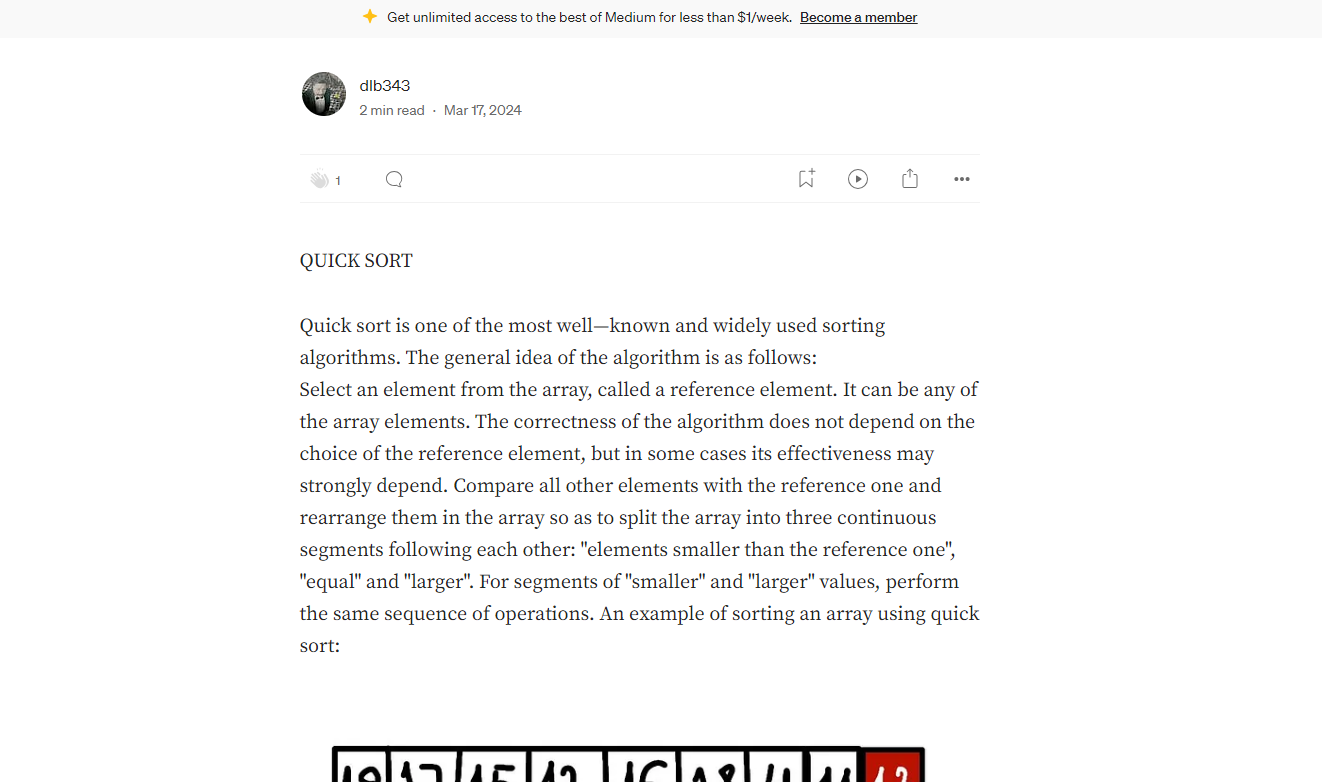 Get unlimited access to the best of Medium for less than $1/week. Become a member
dlb343
2 min read · Mar 17, 2024
1
QUICK SORT
Quick sort is one of the most well—known and widely used sorting
algorithms. The general idea of the algorithm is as follows:
Select an element from the array, called a reference element. It can be any of
the array elements. The correctness of the algorithm does not depend on the
choice of the reference element, but in some cases its effectiveness may
strongly depend. Compare all other elements with the reference one and
rearrange them in the array so as to split the array into three continuous
segments following each other: "elements smaller than the reference one",
"equal" and "larger". For segments of "smaller" and "larger" values, perform
the same sequence of operations. An example of sorting an array using quick
sort: